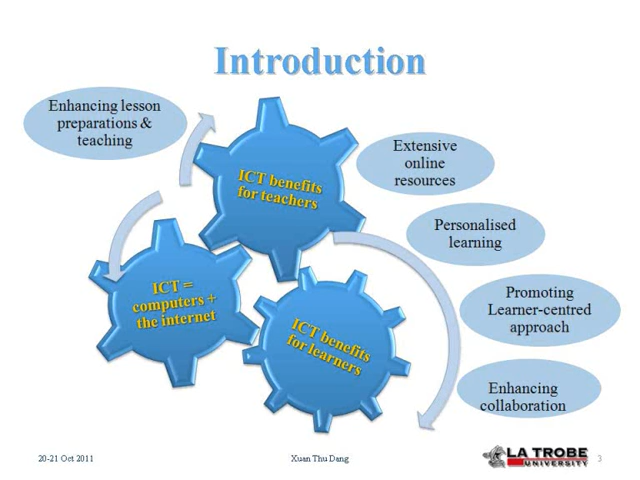 Introduction
Enhancing lesson
preparations &
teaching
ICT benefits
for teachers
Extensive
online
resources
Personalised
learning
ICT =
computers +
the internet
ICT benefits
for learners
Promoting
Learner-centred
approach
Enhancing
collaboration
20-21 Oct 2011
Xuan Thu Dang
LA TROBE
UNIVERSITY
3